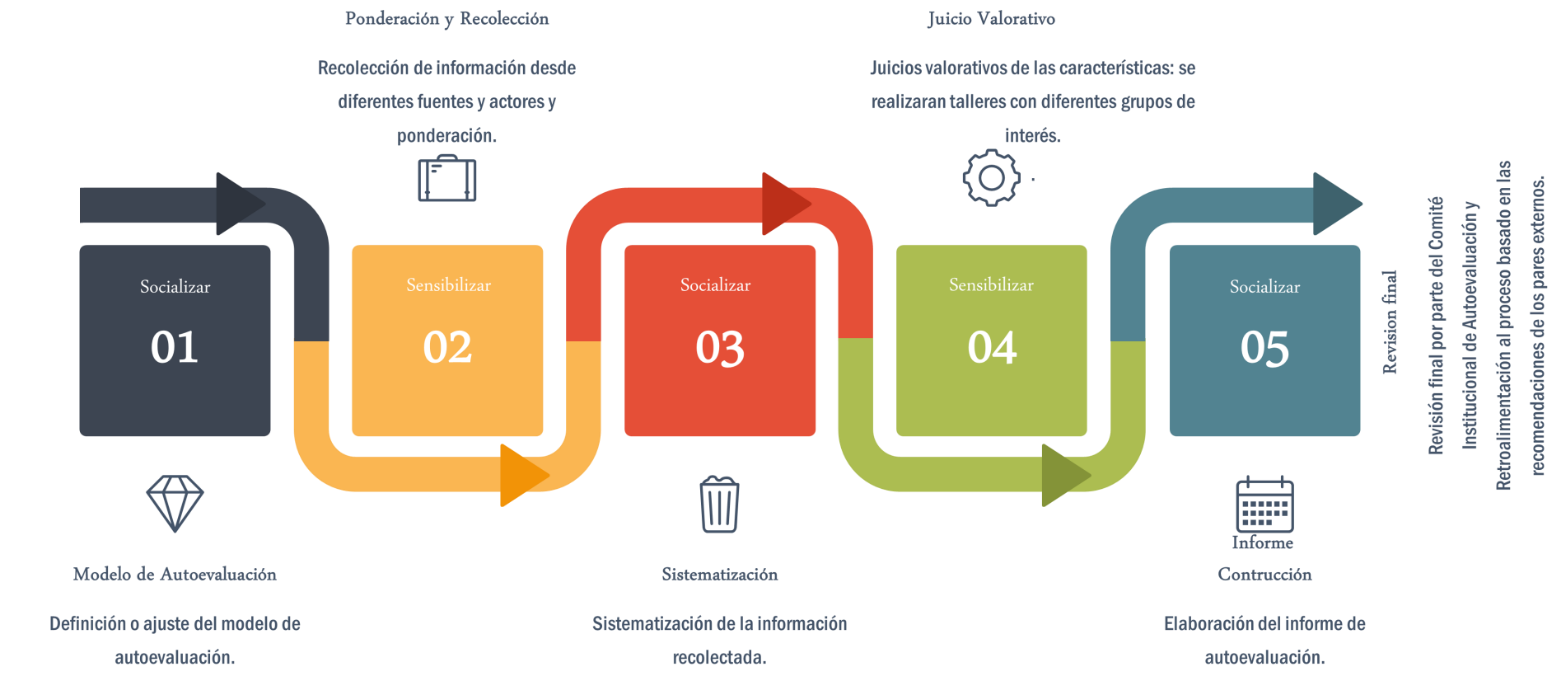 Ponderación y Recolección
Recolección de información desde
diferentes fuentes y actores y
ponderación.
Juicio Valorativo
Juicios valorativos de las características: se
realizaran talleres con diferentes grupos de
interés.
.
Socializar
01
Sensibilizar
02
Socializar
03
Sensibilizar
04
Socializar
05
Modelo de Autoevaluación
Definición o ajuste del modelo de
autoevaluación.
Sistematización
Sistematización de la información
recolectada.
Informe
Contrucción
Elaboración del informe de
autoevaluación.
Revision final
Revisión final por parte del Comité
Institucional de Autoevaluación y
Retroalimentación al proceso basado en las
recomendaciones de los pares externos.